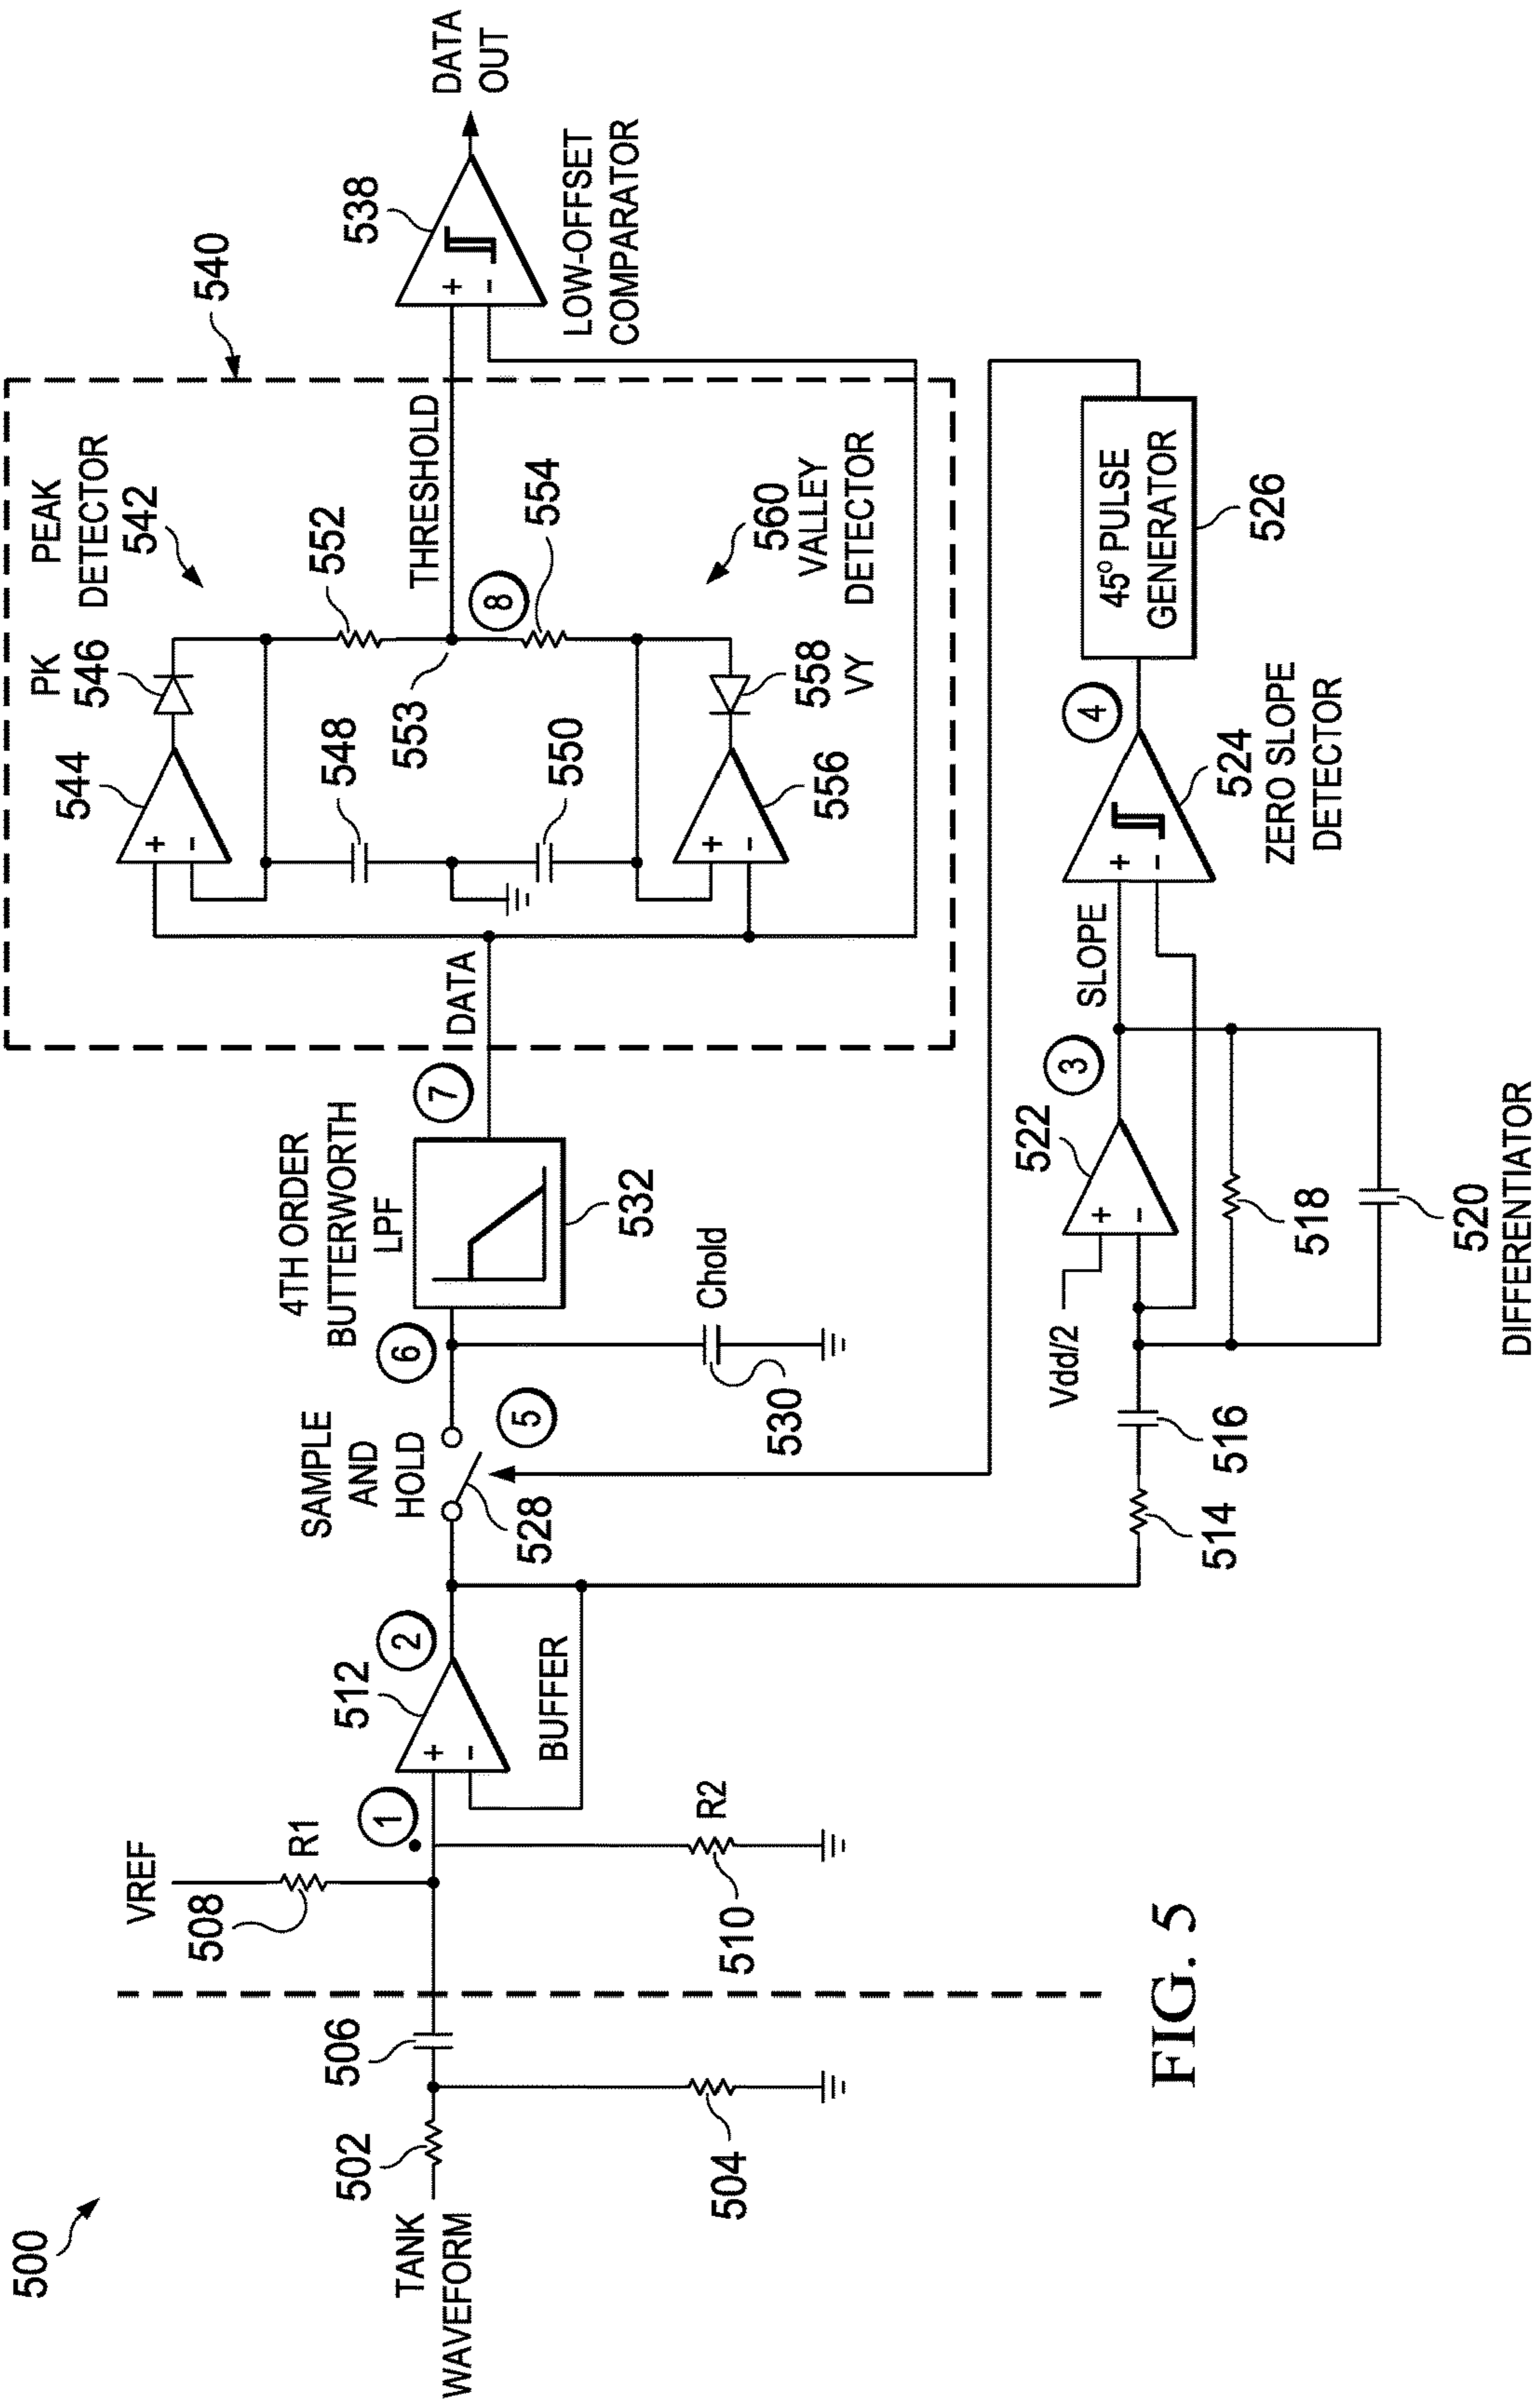 500
TANK
WAVEFORM
502
504
506
VREF
508
R1
1
510
R2
+
-
512
2
BUFFER
SAMPLE
AND
HOLD
528
5
6
530
Chold
4TH ORDER
BUTTERWORTH
LPF
532
7
DATA
540
544
+
-
PK
546
PEAK
DETECTOR
542
548
550
552
553
8
554
THRESHOLD
+
-
556
558
VY
560
VALLEY
DETECTOR
538
+
-
LOW-OFFSET
COMPARATOR
DATA
OUT
514
516
Vdd/2
+
-
522
3
518
520
DIFFERENTIATOR
SLOPE
+
-
4
524
ZERO SLOPE
DETECTOR
45° PULSE
GENERATOR
526
FIG. 5